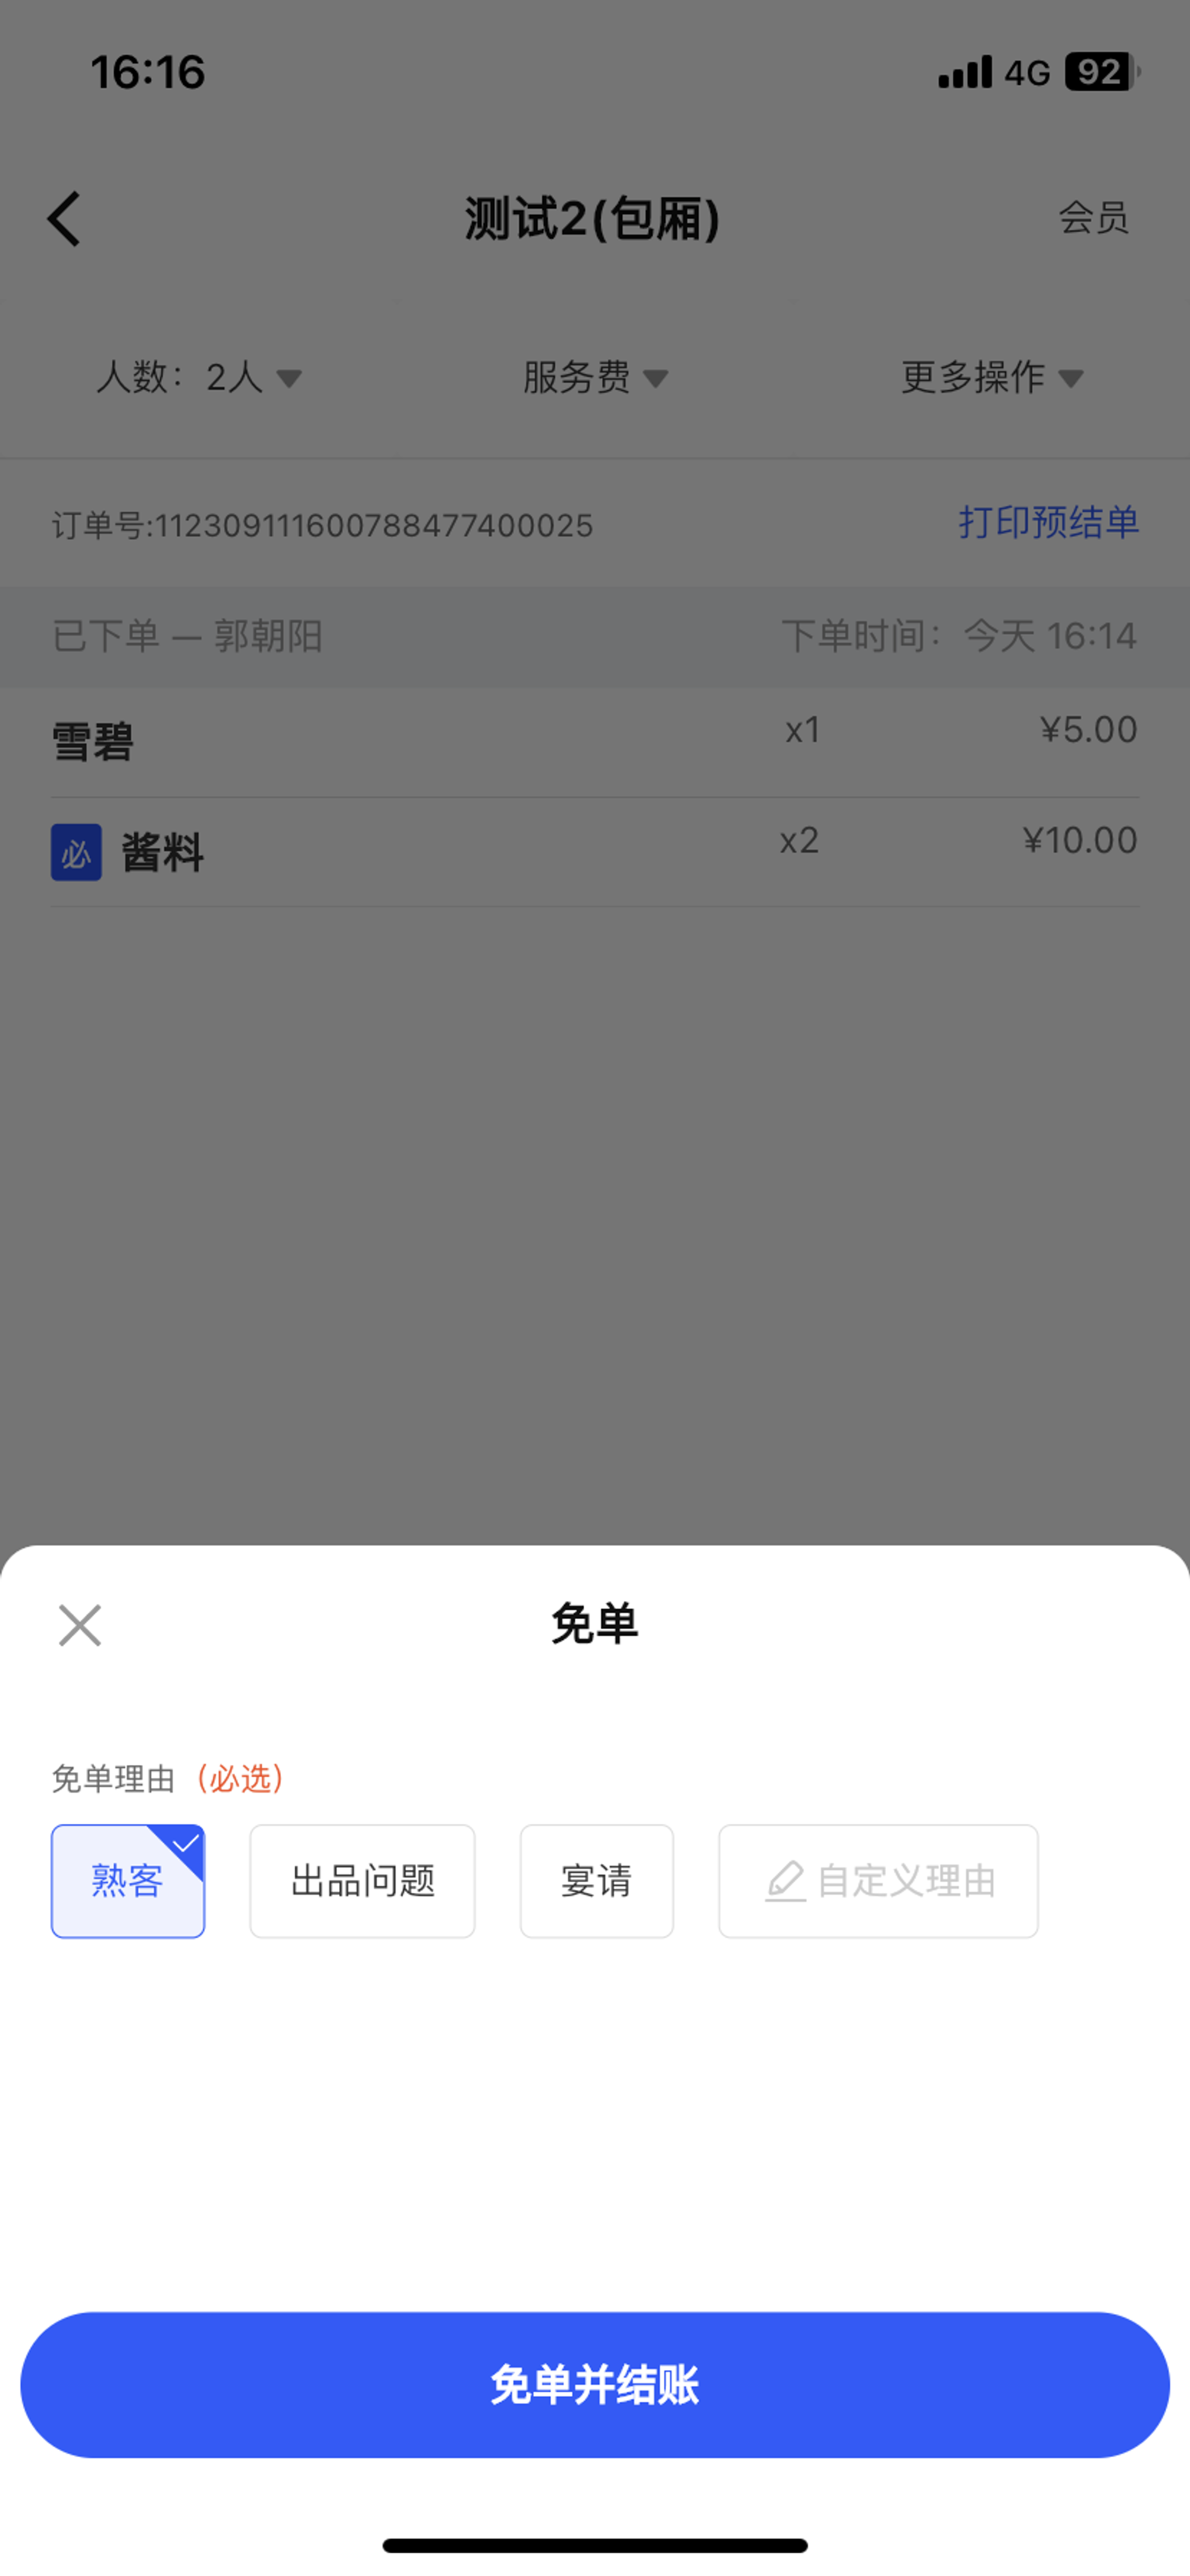 16:16 4G 92
测试2(包厢) 会员
人数：2人 服务费 更多操作
订单号:112309111600788477400025 打印预结单
已下单 — 郭朝阳 下单时间：今天 16:14
雪碧 x1 ¥5.00
必 酱料 x2 ¥10.00
免单
免单理由（必选）
熟客 出品问题 宴请 自定义理由
免单并结账